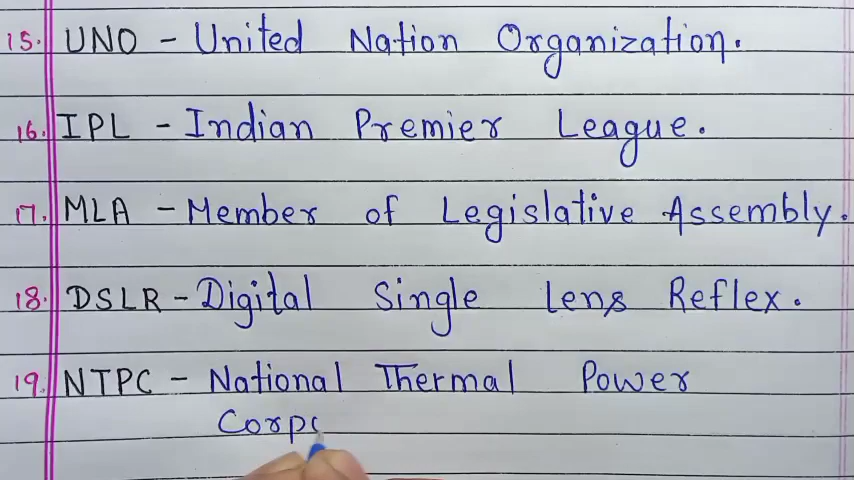 15. UNO - United Nation Organization.
16. IPL - Indian Premier League.
17. MLA - Member of Legislative Assembly.
18. DSLR - Digital Single Lens Reflex.
19. NTPC - National Thermal Power
Corpo